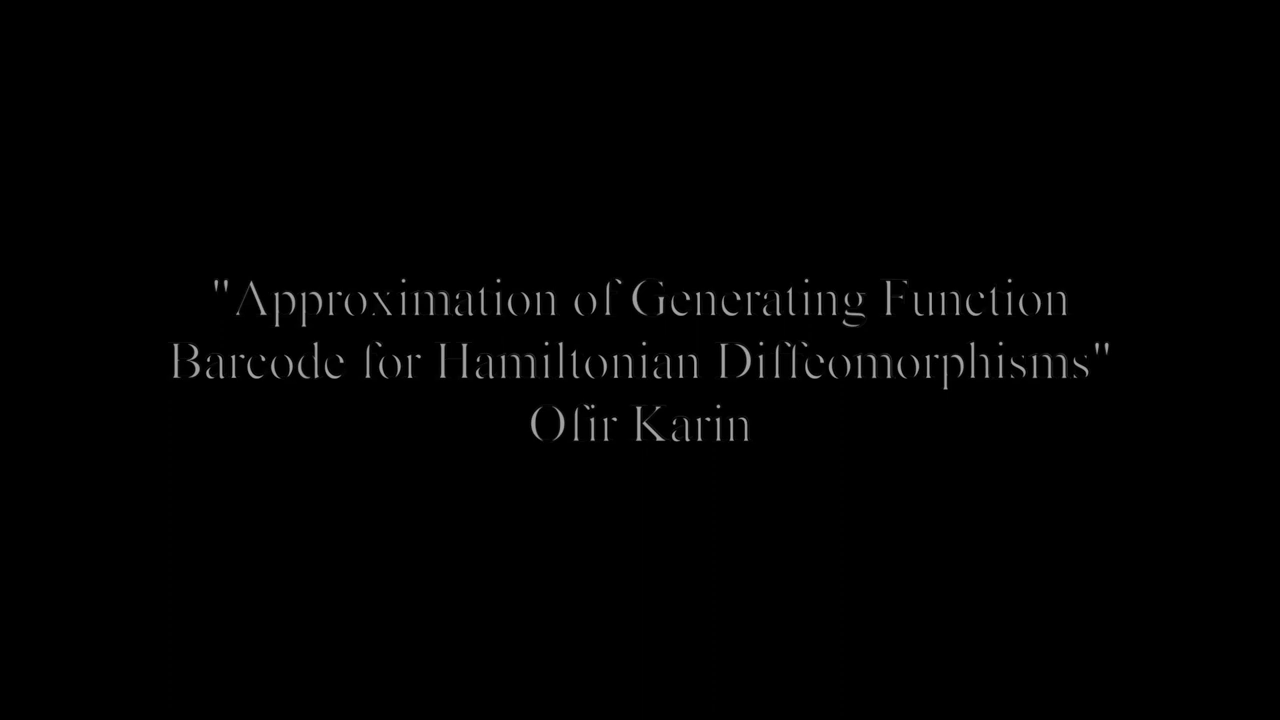 "Approximation of Generating Function
Barcode for Hamiltonian Diffeomorphisms"
Ofir Karin